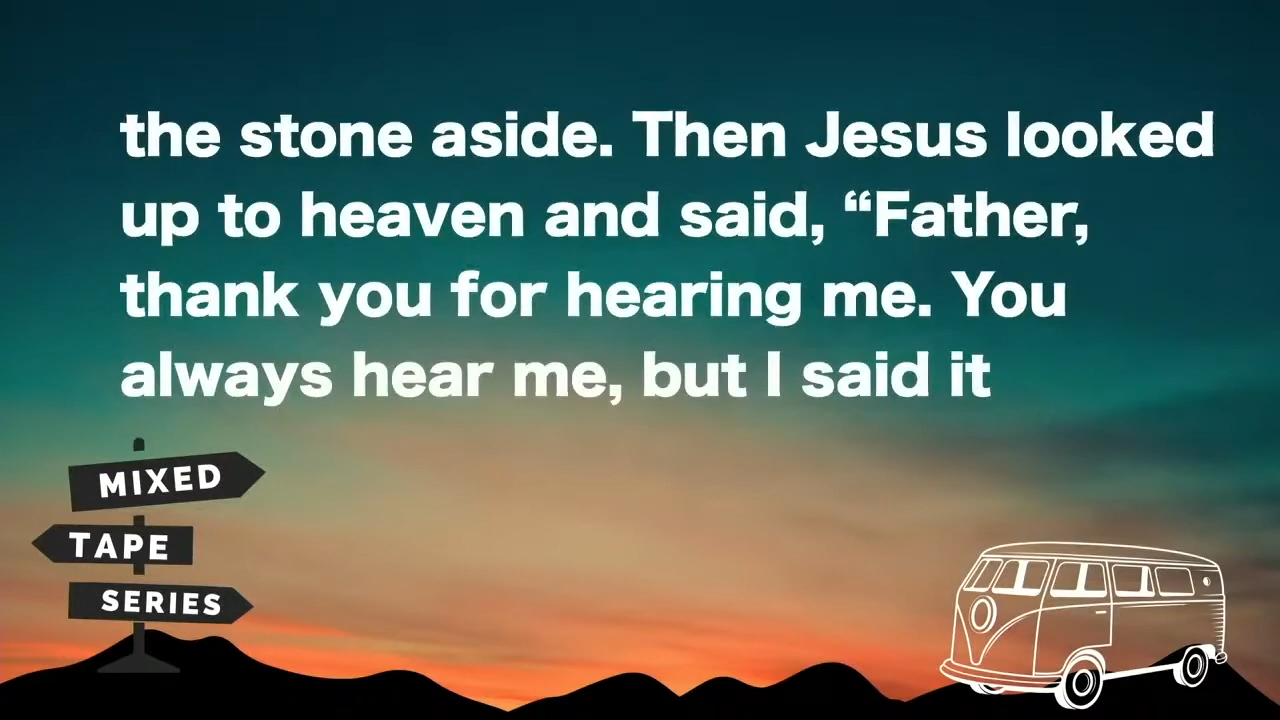 the stone aside. Then Jesus looked
up to heaven and said, “Father,
thank you for hearing me. You
always hear me, but I said it
MIXED
TAPE
SERIES